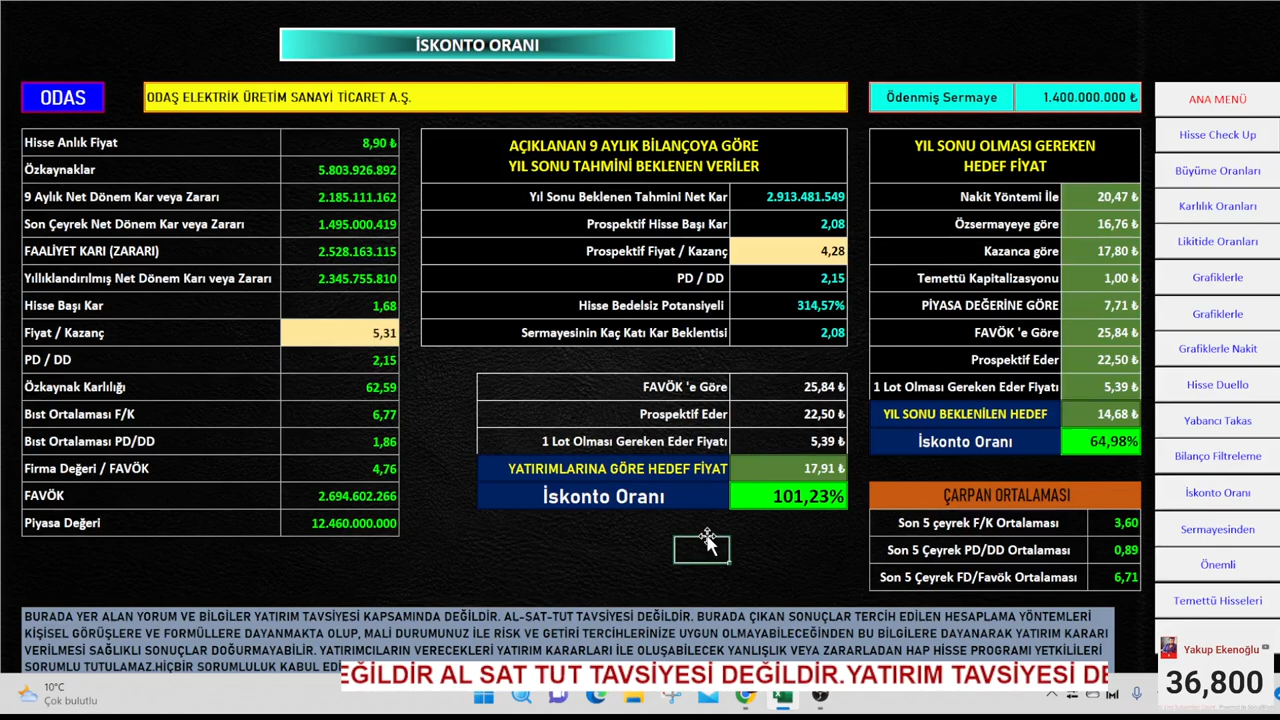 İSKONTO ORANI
ODAS
ODAŞ ELEKTRİK ÜRETİM SANAYİ TİCARET A.Ş.
Ödenmiş Sermaye 1.400.000.000 ₺
Hisse Anlık Fiyat 8,90 ₺
Özkaynaklar 5.803.926.892
9 Aylık Net Dönem Kar veya Zararı 2.185.111.162
Son Çeyrek Net Dönem Kar veya Zararı 1.495.000.419
FAALİYET KARI (ZARARI) 2.528.163.115
Yıllıklandırılmış Net Dönem Karı veya Zararı 2.345.755.810
Hisse Başı Kar 1,68
Fiyat / Kazanç 5,31
PD / DD 2,15
Özkaynak Karlılığı 62,59
Bıst Ortalaması F/K 6,77
Bıst Ortalaması PD/DD 1,86
Firma Değeri / FAVÖK 4,76
FAVÖK 2.694.602.266
Piyasa Değeri 12.460.000.000
AÇIKLANAN 9 AYLIK BİLANÇOYA GÖRE
YIL SONU TAHMİNİ BEKLENEN VERİLER
Yıl Sonu Beklenen Tahmini Net Kar 2.913.481.549
Prospektif Hisse Başı Kar 2,08
Prospektif Fiyat / Kazanç 4,28
PD / DD 2,15
Hisse Bedelsiz Potansiyeli 314,57%
Sermayesinin Kaç Katı Kar Beklentisi 2,08
FAVÖK 'e Göre 25,84 ₺
Prospektif Eder 22,50 ₺
1 Lot Olması Gereken Eder Fiyatı 5,39 ₺
YATIRIMLARINA GÖRE HEDEF FİYAT 17,91 ₺
İskonto Oranı 101,23%
YIL SONU OLMASI GEREKEN
HEDEF FİYAT
Nakit Yöntemi İle 20,47 ₺
Özsermayeye göre 16,76 ₺
Kazanca göre 17,80 ₺
Temettü Kapitalizasyonu 1,00 ₺
PİYASA DEĞERİNE GÖRE 7,71 ₺
FAVÖK 'e Göre 25,84 ₺
Prospektif Eder 22,50 ₺
1 Lot Olması Gereken Eder Fiyatı 5,39 ₺
YIL SONU BEKLENİLEN HEDEF 14,68 ₺
İskonto Oranı 64,98%
ÇARPAN ORTALAMASI
Son 5 çeyrek F/K Ortalaması 3,60
Son 5 Çeyrek PD/DD Ortalaması 0,89
Son 5 Çeyrek FD/Favök Ortalaması 6,71
ANA MENÜ
Hisse Check Up
Büyüme Oranları
Karlılık Oranları
Likitide Oranları
Grafiklerle
Grafiklerle
Grafiklerle Nakit
Hisse Duello
Yabancı Takas
Bilanço Filtreleme
İskonto Oranı
Sermayesinden
Önemli
Temettü Hisseleri
BURADA YER ALAN YORUM VE BİLGİLER YATIRIM TAVSİYESİ KAPSAMINDA DEĞİLDİR. AL-SAT-TUT TAVSİYESİ DEĞİLDİR. BURADA ÇIKAN SONUÇLAR TERCİH EDİLEN HESAPLAMA YÖNTEMLERİ
KİŞİSEL GÖRÜŞLERE VE FORMÜLLERE DAYANMAKTA OLUP, MALİ DURUMUNUZ İLE RİSK VE GETİRİ TERCİHLERİNİZE UYGUN OLMAYABİLECEĞİNDEN BU BİLGİLERE DAYANARAK YATIRIM KARARI
VERİLMESİ SAĞLIKLI SONUÇLAR DOĞURMAYABİLİR. YATIRIMCILARIN VERECEKLERİ YATIRIM KARARLARI İLE OLUŞABİLECEK YANLIŞLIK VEYA ZARARLARDAN HAP HİSSE PROGRAMI YETKİLİLERİ
SORUMLU TUTULAMAZ.HİÇBİR SORUMLULUK KABUL EDİ
EĞİLDİR AL SAT TUT TAVSİYESİ DEĞİLDİR.YATIRIM TAVSİYESİ DE
10°C
Çok bulutlu
Yakup Ekenoğlu
36,800